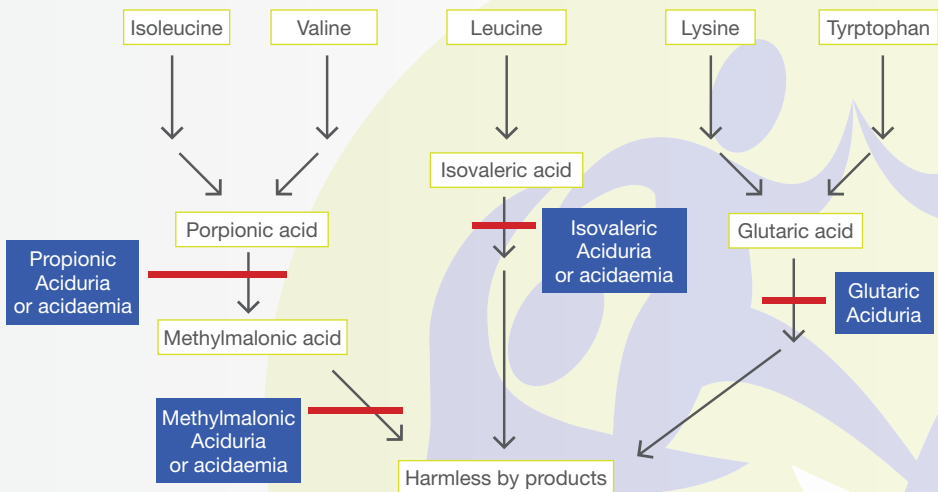 Isoleucine
Valine
Leucine
Lysine
Tyrptophan
Isovaleric acid
Porpionic acid
Isovaleric
Aciduria
or acidaemia
Glutaric acid
Propionic
Aciduria
or acidaemia
Glutaric
Aciduria
Methylmalonic acid
Methylmalonic
Aciduria
or acidaemia
Harmless by products